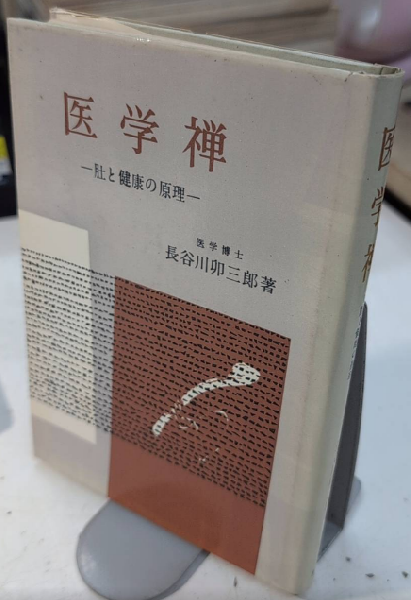 医学禅
―肚と健康の原理―
医学博士
長谷川卯三郎著
医学禅